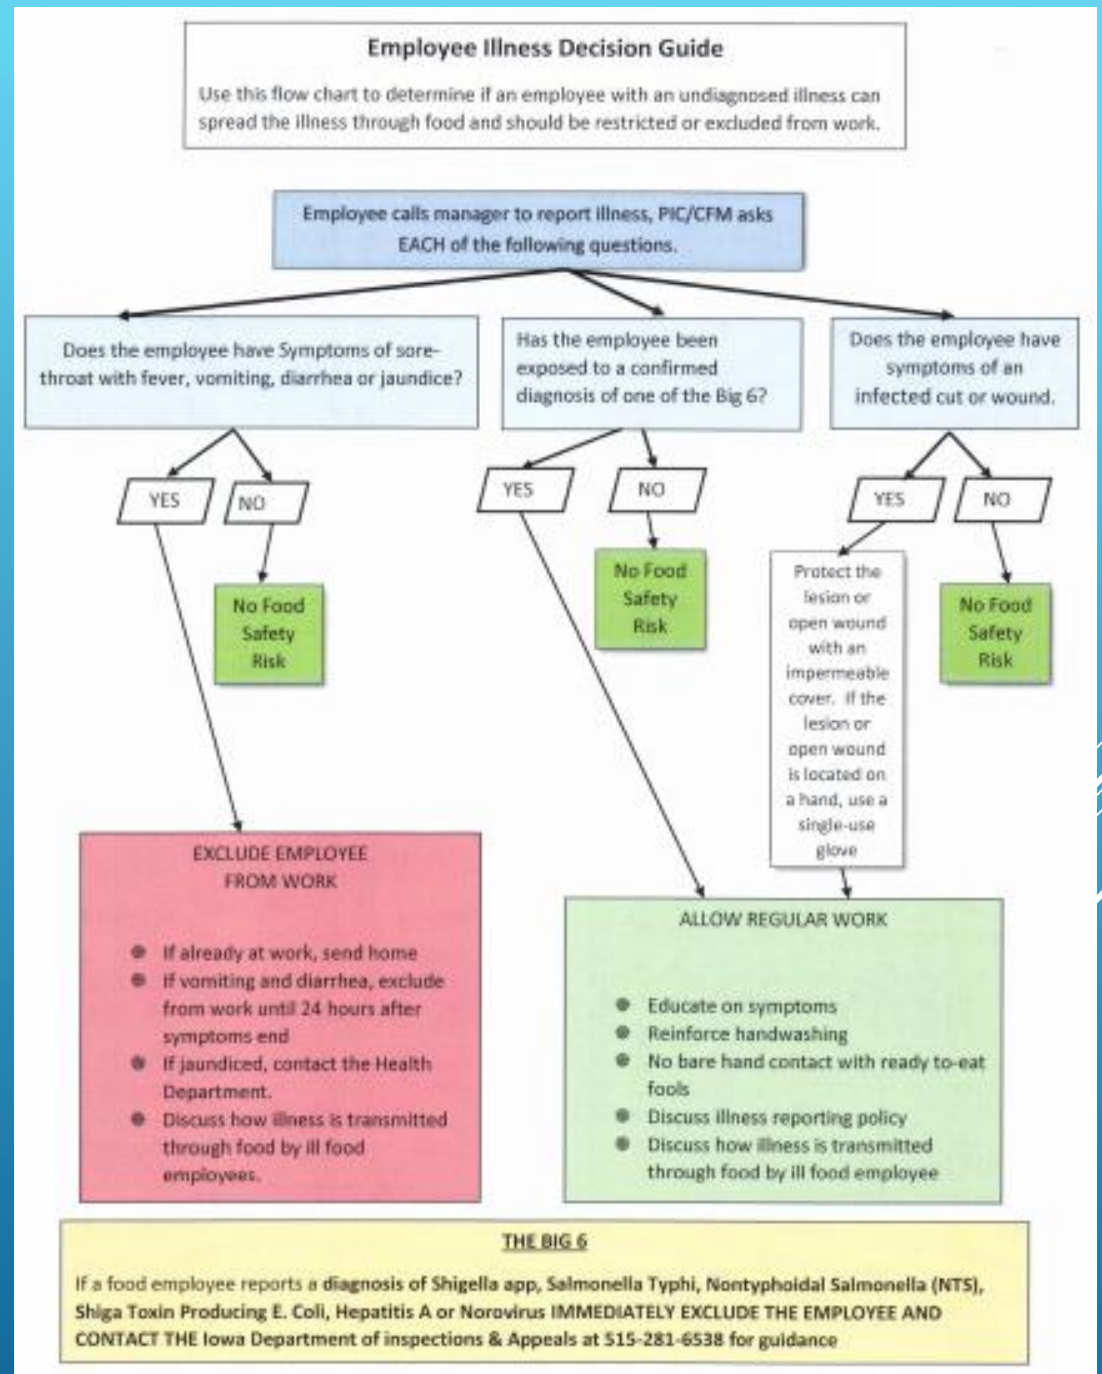 Employee Illness Decision Guide
Use this flow chart to determine if an employee with an undiagnosed illness can
spread the illness through food and should be restricted or excluded from work.
Employee calls manager to report illness, PIC/CFM asks
EACH of the following questions.
Does the employee have Symptoms of sore-
throat with fever, vomiting, diarrhea or jaundice?
Has the employee been
exposed to a confirmed
diagnosis of one of the Big 6?
Does the employee have
symptoms of an
infected cut or wound.
YES
NO
YES
NO
YES
NO
No Food
Safety
Risk
No Food
Safety
Risk
Protect the
lesion or
open wound
with an
impermeable
cover. If the
lesion or
open wound
is located on
a hand, use a
single-use
glove
No Food
Safety
Risk
EXCLUDE EMPLOYEE
FROM WORK
If already at work, send home
If vomiting and diarrhea, exclude
from work until 24 hours after
symptoms end
If jaundiced, contact the Health
Department.
Discuss how illness is transmitted
through food by ill food
employees.
ALLOW REGULAR WORK
Educate on symptoms
Reinforce handwashing
No bare hand contact with ready to-eat
fools
Discuss illness reporting policy
Discuss how illness is transmitted
through food by ill food employee
THE BIG 6
If a food employee reports a diagnosis of Shigella app, Salmonella Typhi, Nontyphoidal Salmonella (NTS),
Shiga Toxin Producing E. Coli, Hepatitis A or Norovirus IMMEDIATELY EXCLUDE THE EMPLOYEE AND
CONTACT THE Iowa Department of inspections & Appeals at 515-281-6538 for guidance